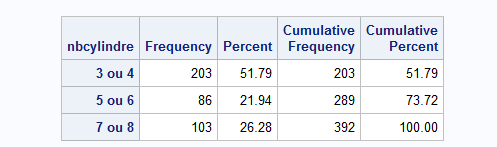 nbcylindre Frequency Percent Cumulative Frequency Cumulative Percent
3 ou 4 203 51.79 203 51.79
5 ou 6 86 21.94 289 73.72
7 ou 8 103 26.28 392 100.00